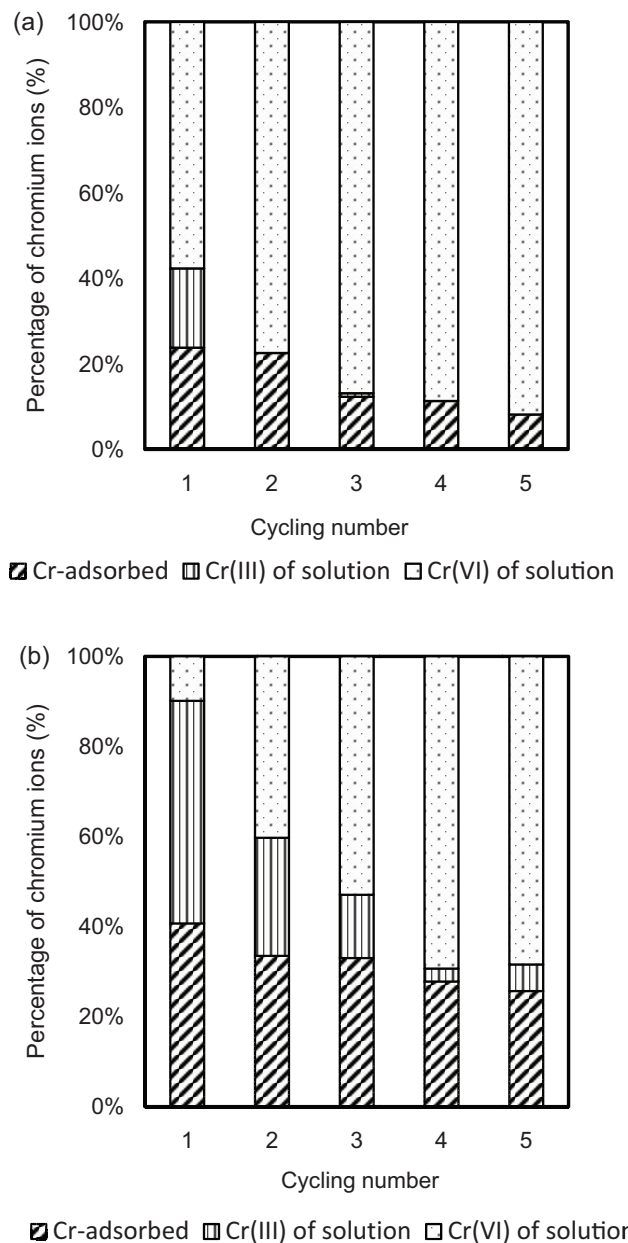 (a)
100%
80%
60%
40%
20%
0%
Percentage of chromium ions (%)
1 2 3 4 5
Cycling number
Cr-adsorbed Cr(III) of solution Cr(VI) of solution
(b)
100%
80%
60%
40%
20%
0%
Percentage of chromium ions (%)
1 2 3 4 5
Cycling number
Cr-adsorbed Cr(III) of solution Cr(VI) of solution